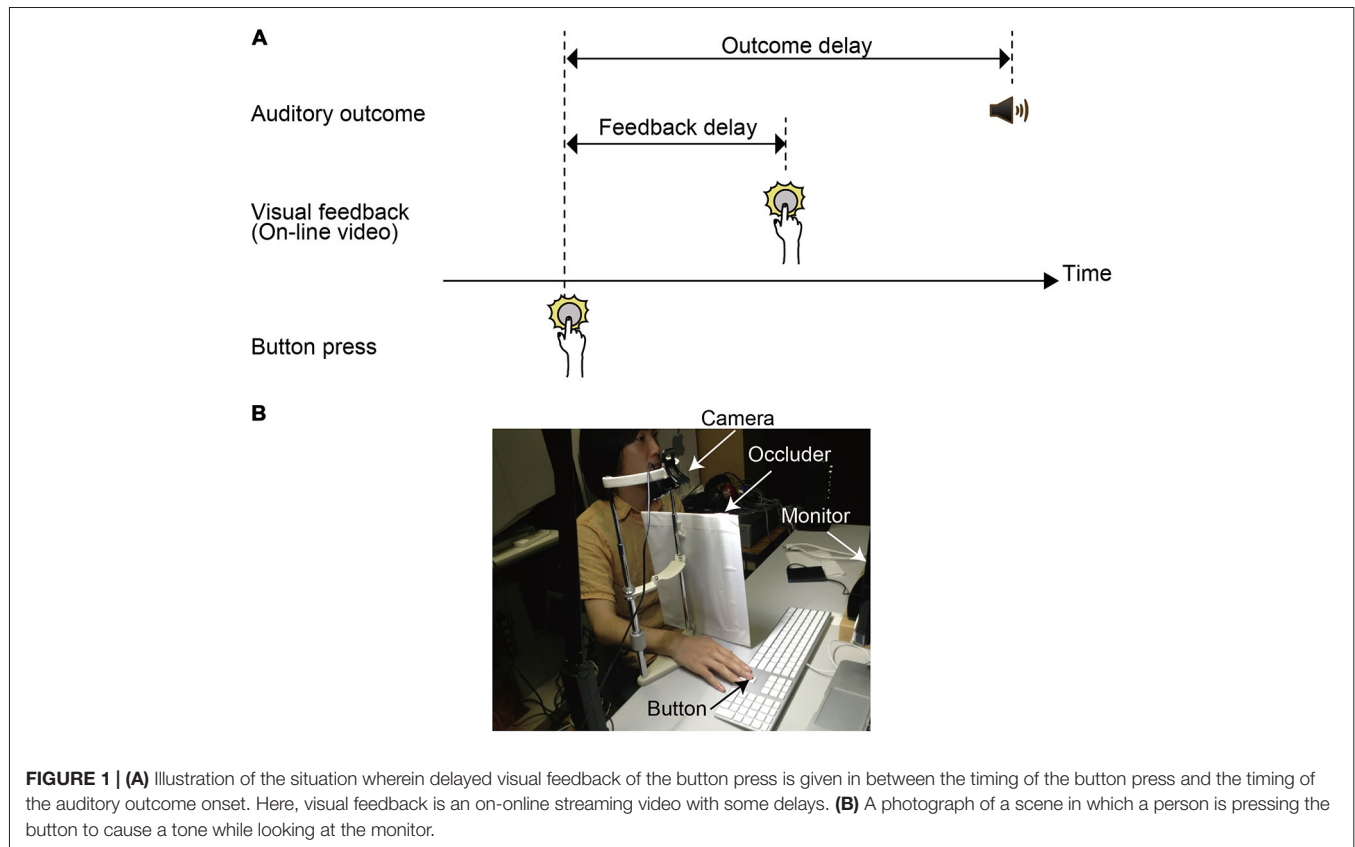 A
Outcome delay
Auditory outcome
Feedback delay
Visual feedback
(On-line video)
Time
Button press
B
Camera
Occluder
Monitor
Button
FIGURE 1 | (A) Illustration of the situation wherein delayed visual feedback of the button press is given in between the timing of the button press and the timing of
the auditory outcome onset. Here, visual feedback is an on-online streaming video with some delays. (B) A photograph of a scene in which a person is pressing the
button to cause a tone while looking at the monitor.